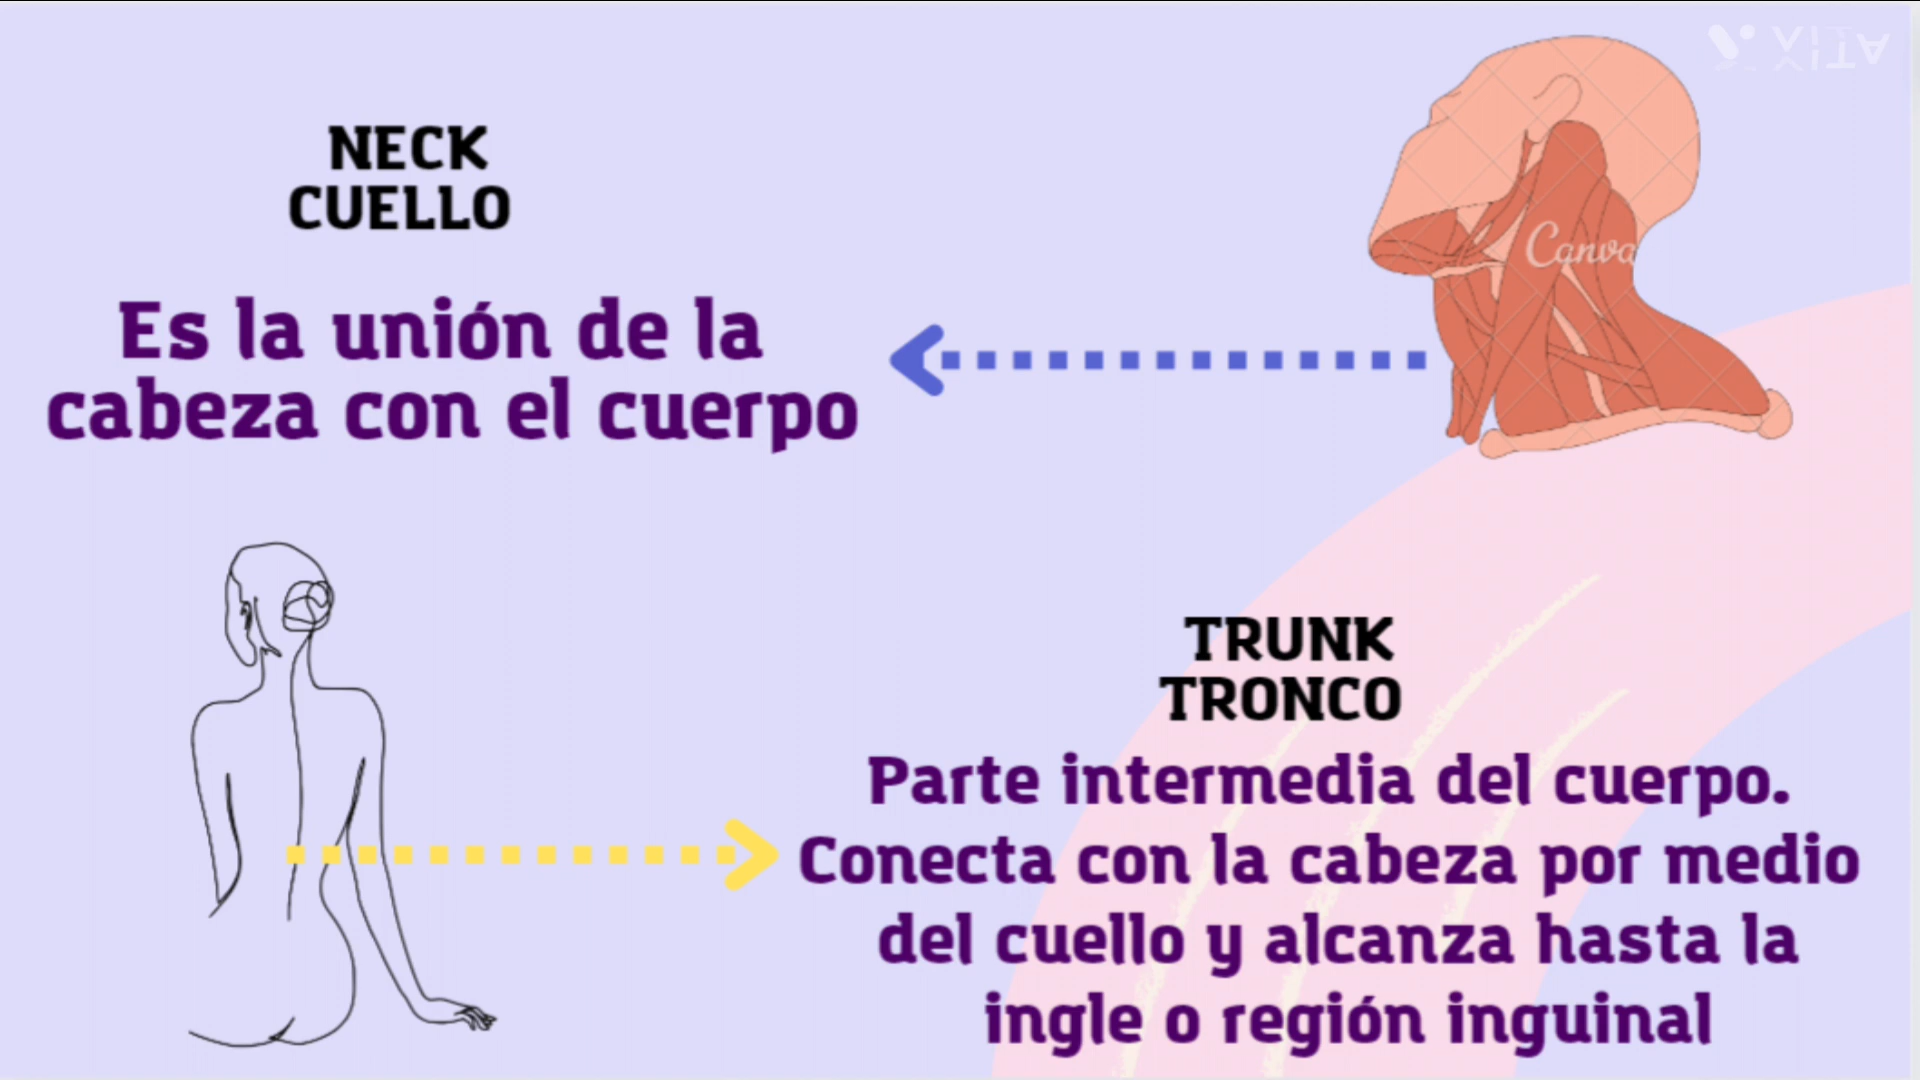 VITA
NECK
CUELLO
Es la unión de la
cabeza con el cuerpo
Canva
TRUNK
TRONCO
Parte intermedia del cuerpo.
Conecta con la cabeza por medio
del cuello y alcanza hasta la
ingle o región inguinal